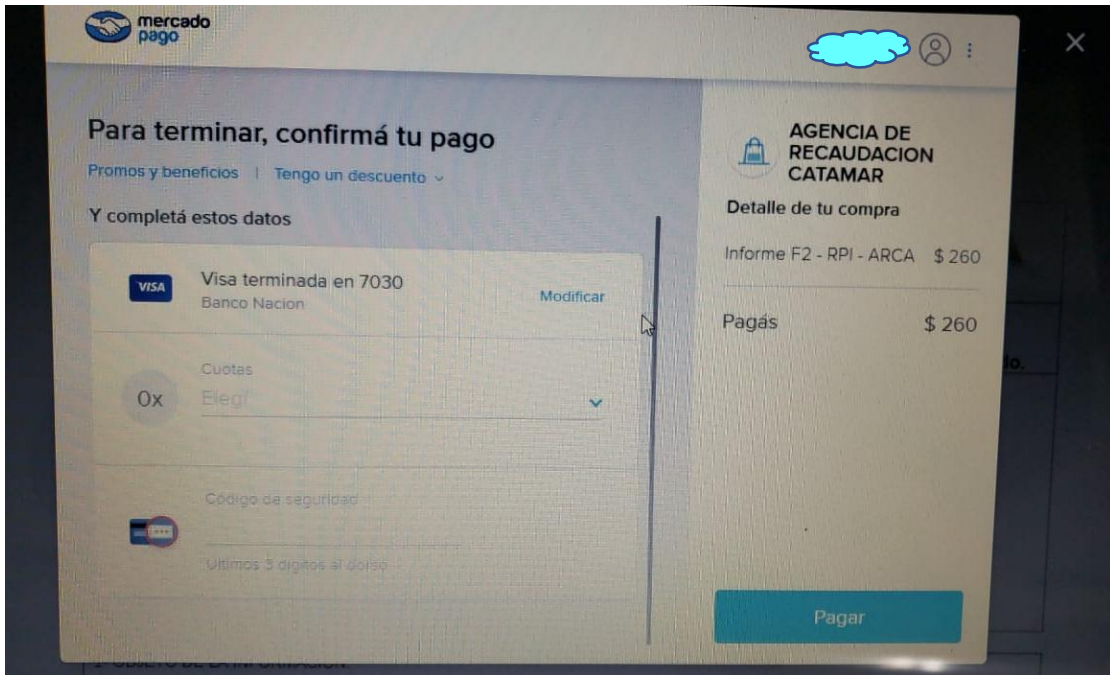 mercado
pago
Para terminar, confirmá tu pago
Promos y beneficios | Tengo un descuento
Y completá estos datos
VISA
Visa terminada en 7030
Banco Nacion
Modificar
Cuotas
0x
Elegí
Código de seguridad
Últimos 3 dígitos al dorso
AGENCIA DE
RECAUDACION
CATAMAR
Detalle de tu compra
Informe F2 - RPI - ARCA $ 260
Pagás $ 260
Pagar